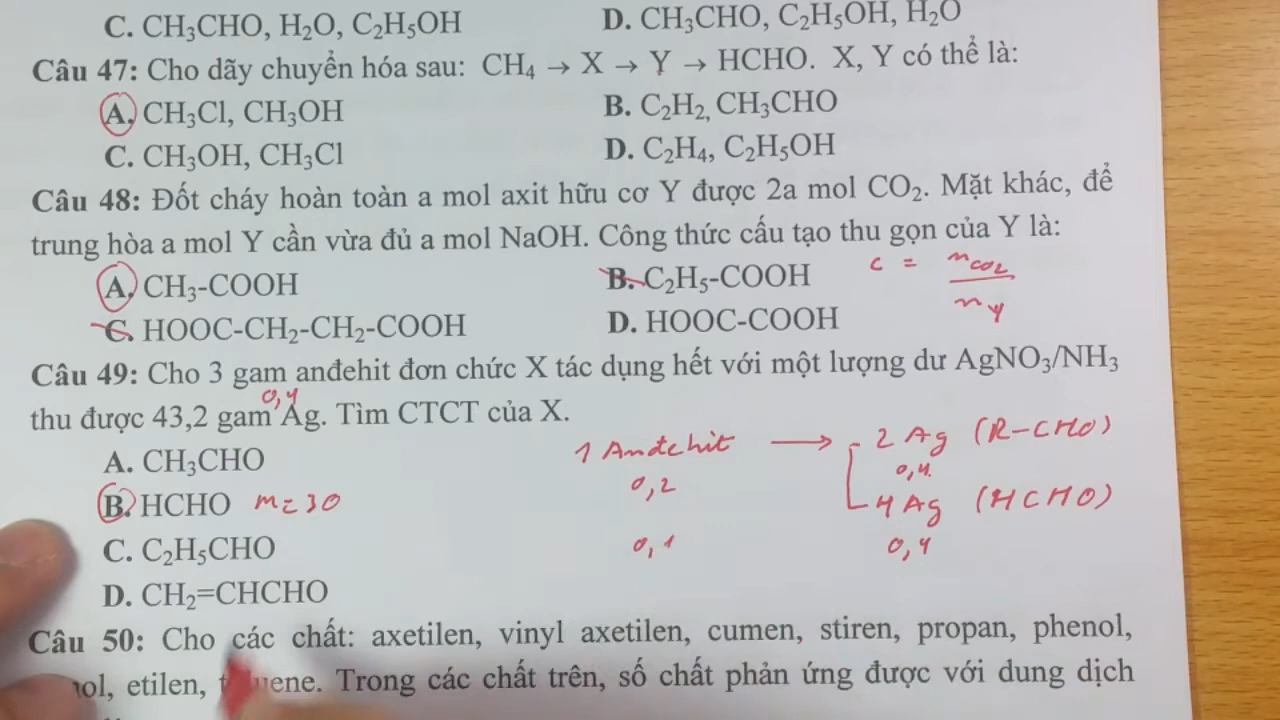 C. CH₃CHO, H₂O, C₂H₅OH D. CH₃CHO, C₂H₅OH, H₂O
Câu 47: Cho dãy chuyển hóa sau: CH₄ → X → Y → HCHO. X, Y có thể là:
A. CH₃Cl, CH₃OH B. C₂H₂, CH₃CHO
C. CH₃OH, CH₃Cl D. C₂H₄, C₂H₅OH
Câu 48: Đốt cháy hoàn toàn a mol axit hữu cơ Y được 2a mol CO₂. Mặt khác, để
trung hòa a mol Y cần vừa đủ a mol NaOH. Công thức cấu tạo thu gọn của Y là:
A. CH₃-COOH B. C₂H₅-COOH C = nCO₂
C. HOOC-CH₂-CH₂-COOH D. HOOC-COOH nY
Câu 49: Cho 3 gam anđehit đơn chức X tác dụng hết với một lượng dư AgNO₃/NH₃
0,4
thu được 43,2 gam Ag. Tìm CTCT của X.
A. CH₃CHO 1 Anđehit → 2 Ag (R-CHO)
0,2 0,4
B. HCHO M = 30 4 Ag (HCHO)
C. C₂H₅CHO 0,1 0,4
D. CH₂=CHCHO
Câu 50: Cho các chất: axetilen, vinyl axetilen, cumen, stiren, propan, phenol,
etilen, Trong các chất trên, số chất phản ứng được với dung dịch